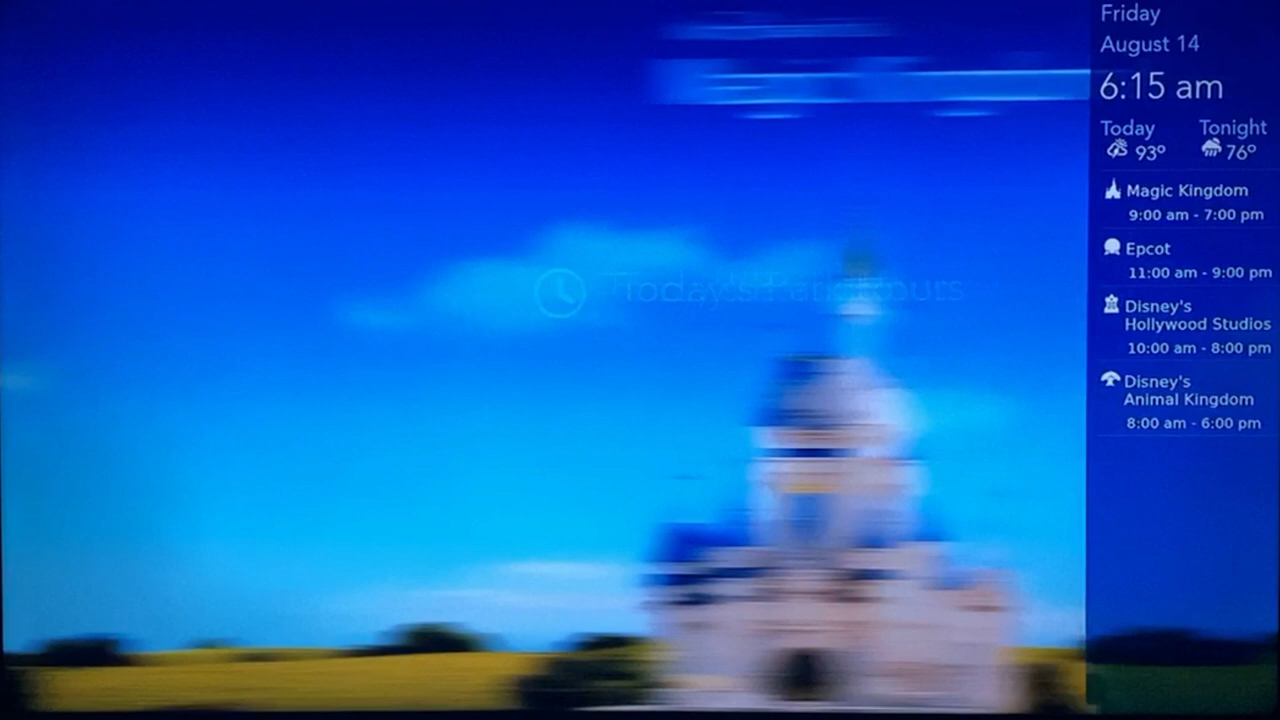 Friday
August 14
6:15 am
Today Tonight
93° 76°
Magic Kingdom
9:00 am - 7:00 pm
Epcot
11:00 am - 9:00 pm
Disney's
Hollywood Studios
10:00 am - 8:00 pm
Disney's
Animal Kingdom
8:00 am - 6:00 pm
Today's